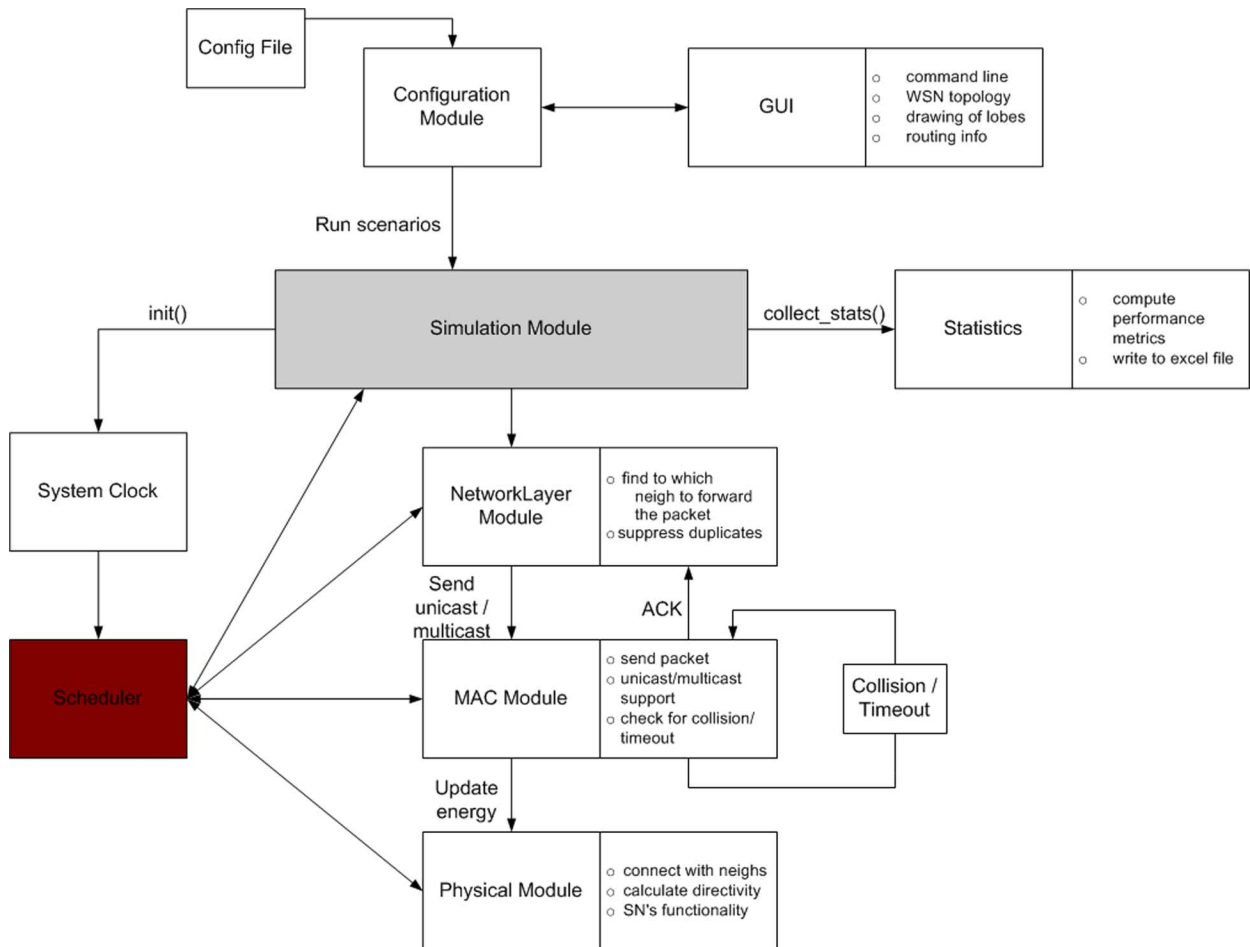 Config File
Configuration
Module
GUI
○ command line
○ WSN topology
○ drawing of lobes
○ routing info
Run scenarios
init()
Simulation Module
collect_stats()
Statistics
○ compute
performance
metrics
○ write to excel file
System Clock
NetworkLayer
Module
○ find to which
neigh to forward
the packet
○ suppress duplicates
Send
unicast /
multicast
ACK
Scheduler
MAC Module
○ send packet
○ unicast/multicast
support
○ check for collision/
timeout
Collision /
Timeout
Update
energy
Physical Module
○ connect with neighs
○ calculate directivity
○ SN's functionality